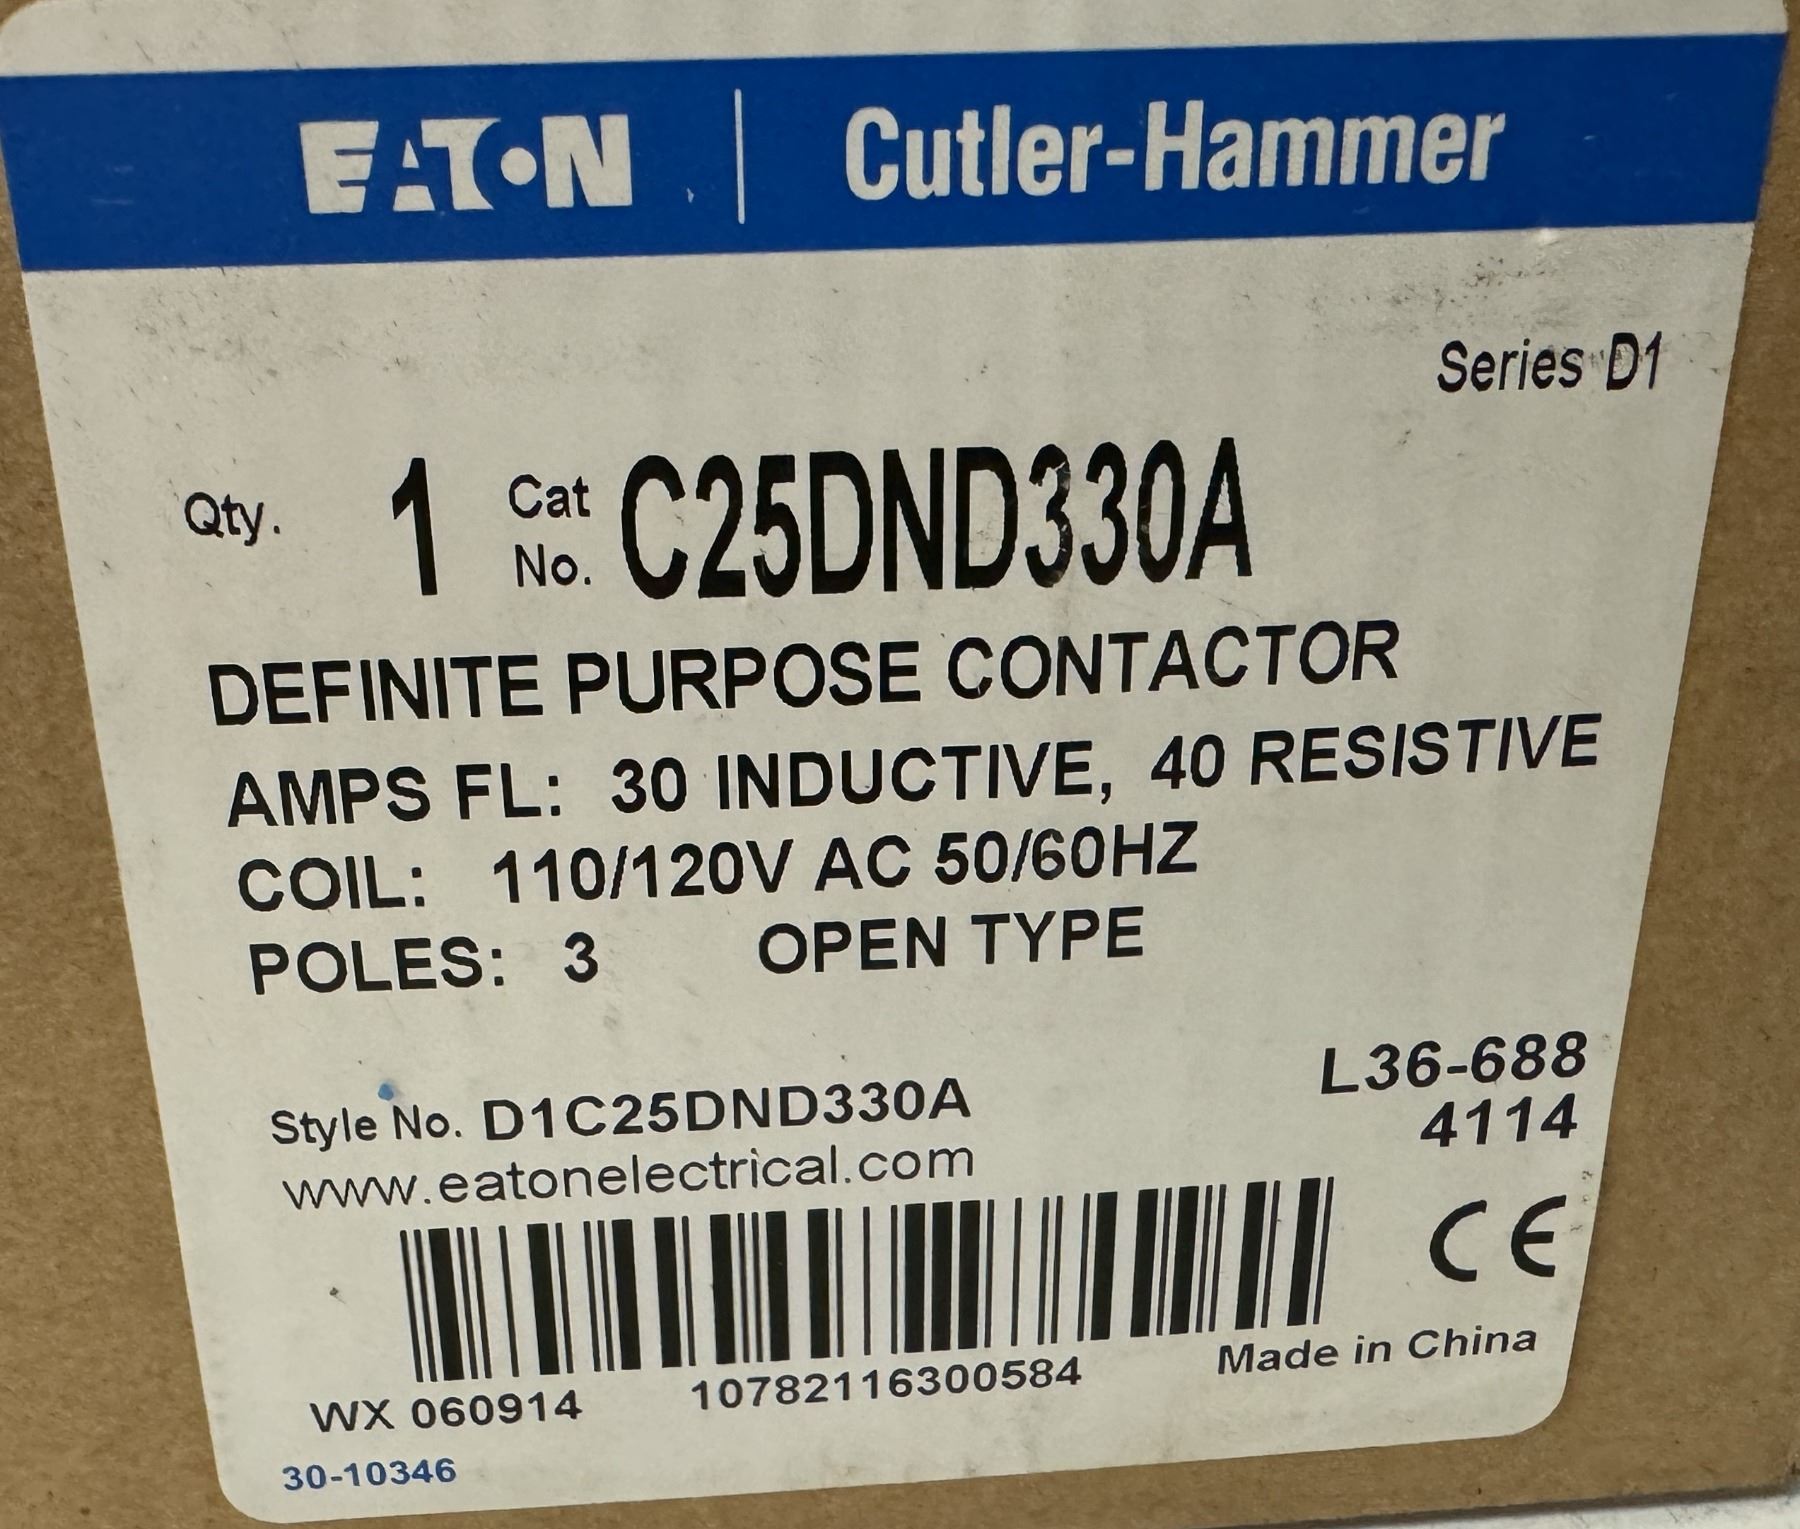 EATON | Cutler-Hammer
Series D1
Qty. 1 Cat No. C25DND330A
DEFINITE PURPOSE CONTACTOR
AMPS FL: 30 INDUCTIVE, 40 RESISTIVE
COIL: 110/120V AC 50/60HZ
POLES: 3 OPEN TYPE
L36-688
4114
Style No. D1C25DND330A
www.eatonelectrical.com
CE
WX 060914 10782116300584 Made in China
30-10346